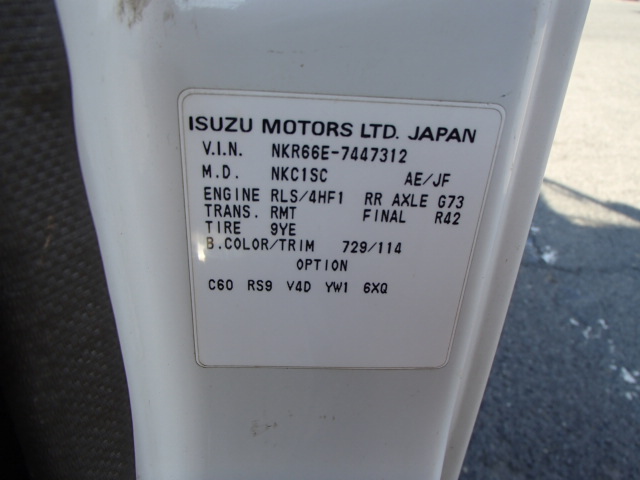 ISUZU MOTORS LTD. JAPAN
V.I.N. NKR66E-7447312
M.D. NKC1SC AE/JF
ENGINE RLS/4HF1 RR AXLE G73
TRANS. RMT FINAL R42
TIRE 9YE
B.COLOR/TRIM 729/114
OPTION
C60 RS9 V4D YW1 6XQ